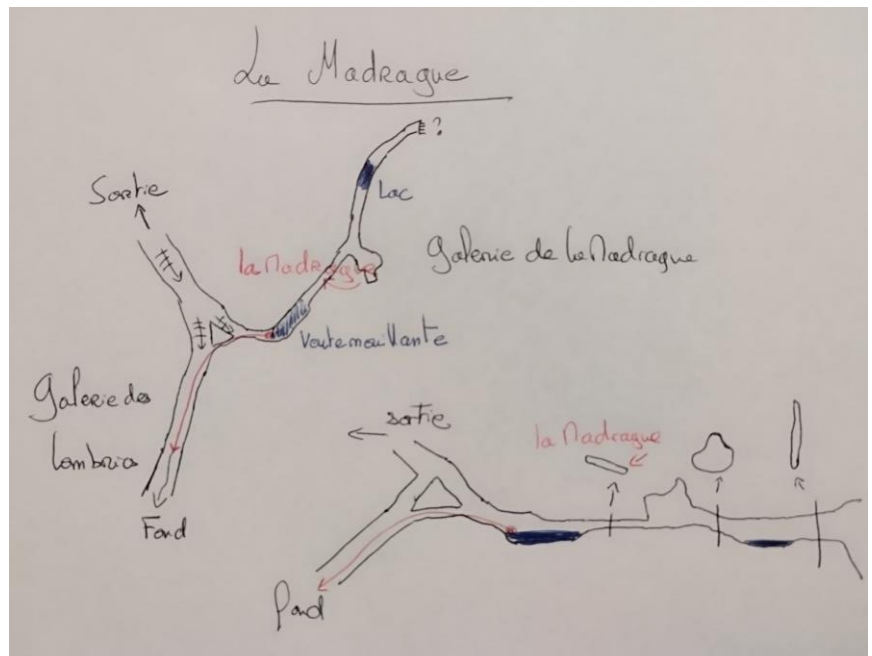 La Madrague
?
Sortie
Lac
la Madrague
Galerie de la Madrague
Voute mouillante
Galerie des
Lombrics
Fond
Sortie
la Madrague
Fond